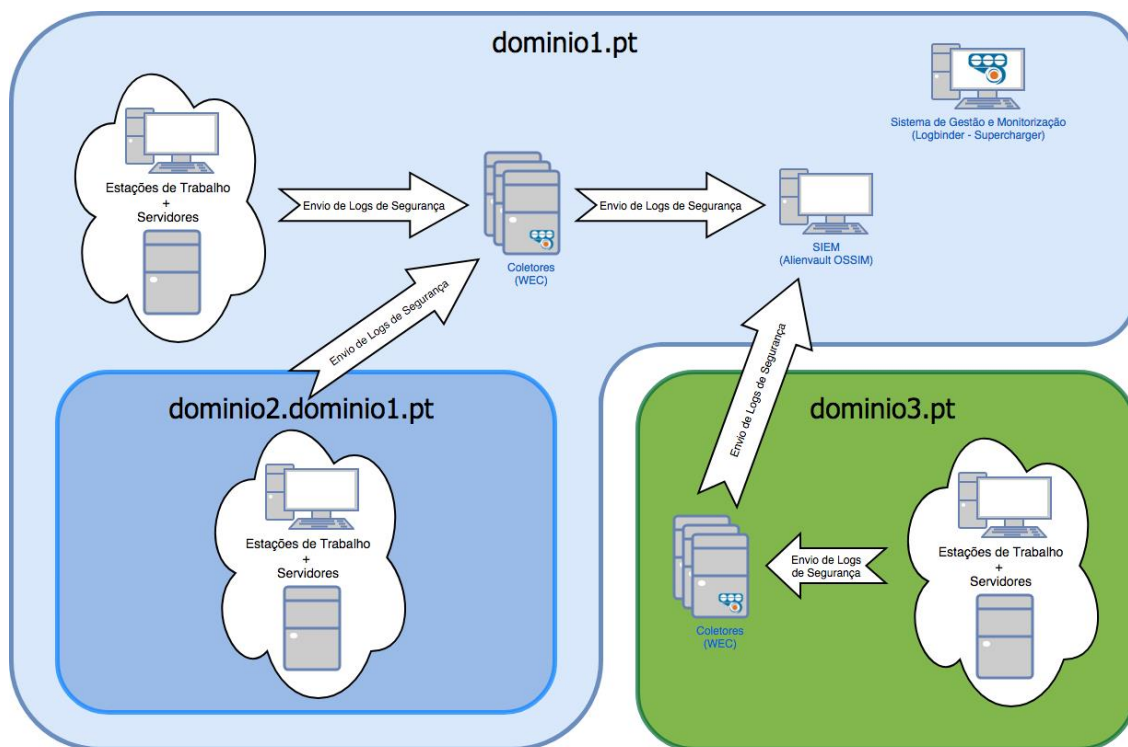 dominio1.pt
Sistema de Gestão e Monitorização
(Logbinder - Supercharger)
Estações de Trabalho
+
Servidores
Envio de Logs de Segurança
Coletores
(WEC)
Envio de Logs de Segurança
SIEM
(Alienvault OSSIM)
Envio de Logs de Segurança
Envio de Logs de Segurança
dominio2.dominio1.pt
Estações de Trabalho
+
Servidores
dominio3.pt
Coletores
(WEC)
Envio de Logs
de Segurança
Estações de Trabalho
+
Servidores